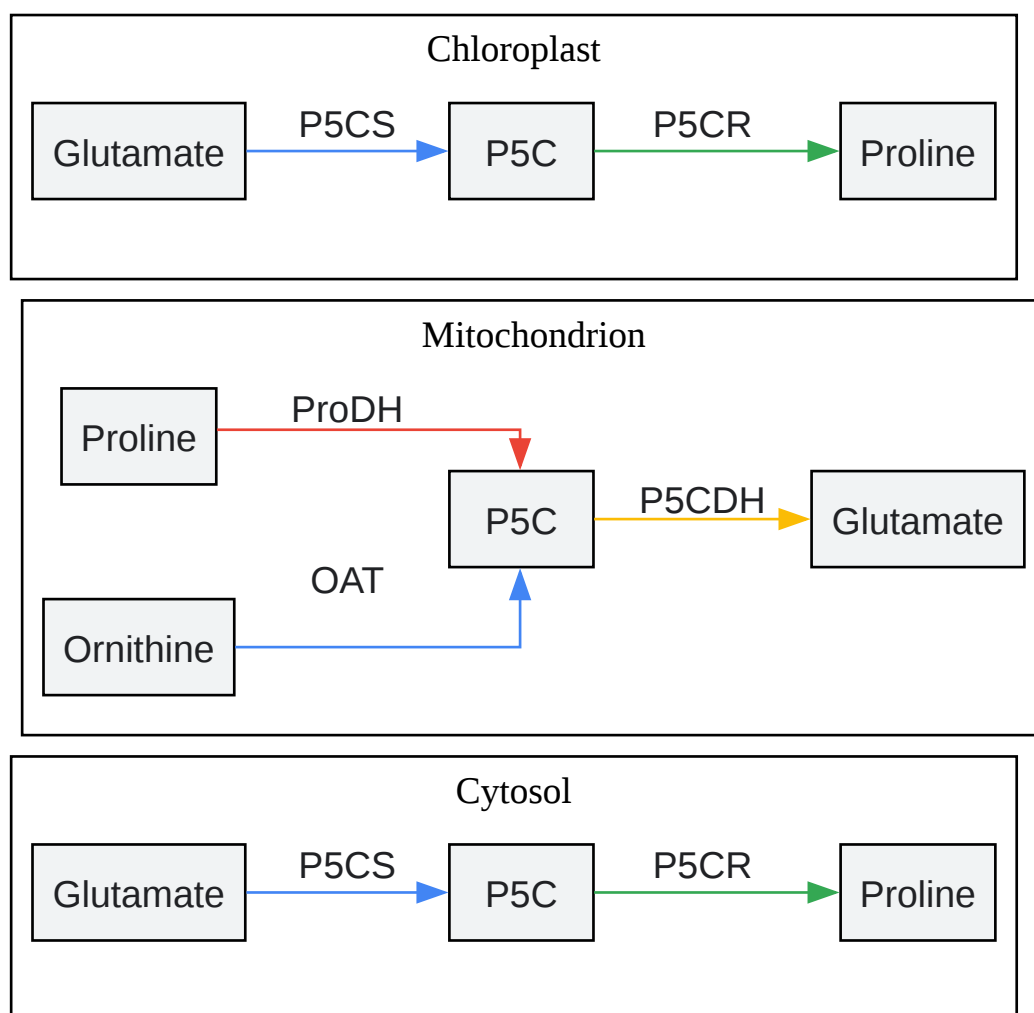 Chloroplast
Glutamate
P5CS
P5C
P5CR
Proline
Mitochondrion
Proline
ProDH
P5C
P5CDH
Glutamate
OAT
Ornithine
Cytosol
Glutamate
P5CS
P5C
P5CR
Proline